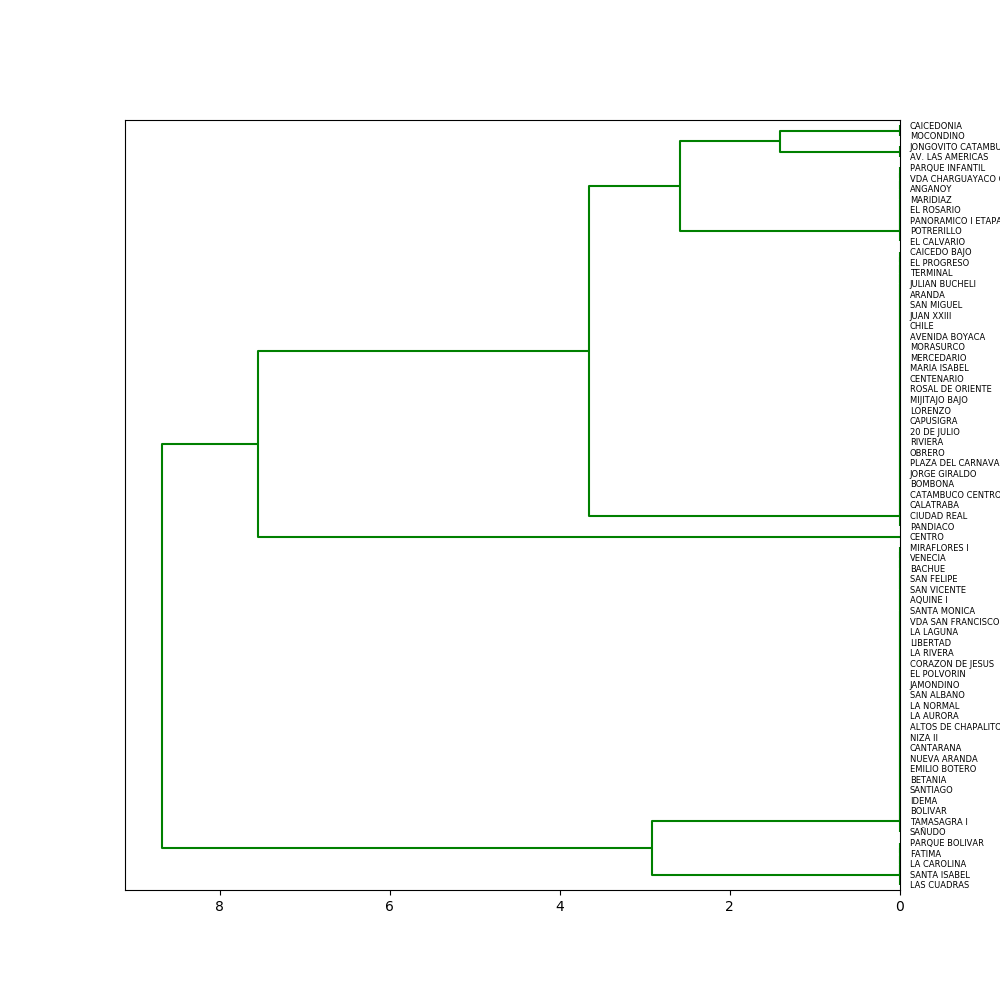 CAICEDONIA
MOCONDINO
JONGOVITO CATAMBU
AV. LAS AMERICAS
PARQUE INFANTIL
VDA CHARGUAYACO
ANGANOY
MARIDIAZ
EL ROSARIO
PANORAMICO I ETAPA
POTRERILLO
EL CALVARIO
CAICEDO BAJO
EL PROGRESO
TERMINAL
JULIAN BUCHELI
ARANDA
SAN MIGUEL
JUAN XXIII
CHILE
AVENIDA BOYACA
MORASURCO
MERCEDARIO
MARIA ISABEL
CENTENARIO
ROSAL DE ORIENTE
MIJITAJO BAJO
LORENZO
CAPUSIGRA
20 DE JULIO
RIVIERA
OBRERO
PLAZA DEL CARNAVA
JORGE GIRALDO
BOMBONA
CATAMBUCO CENTRO
CALATRABA
CIUDAD REAL
PANDIACO
CENTRO
MIRAFLORES I
VENECIA
BACHUE
SAN FELIPE
SAN VICENTE
AQUINE I
SANTA MONICA
VDA SAN FRANCISCO
LA LAGUNA
LIBERTAD
LA RIVERA
CORAZON DE JESUS
EL POLVORIN
JAMONDINO
SAN ALBANO
LA NORMAL
LA AURORA
ALTOS DE CHAPALITO
NIZA II
CANTARANA
NUEVA ARANDA
EMILIO BOTERO
BETANIA
SANTIAGO
IDEMA
BOLIVAR
TAMASAGRA I
SAÑUDO
PARQUE BOLIVAR
FATIMA
LA CAROLINA
SANTA ISABEL
LAS CUADRAS
8 6 4 2 0